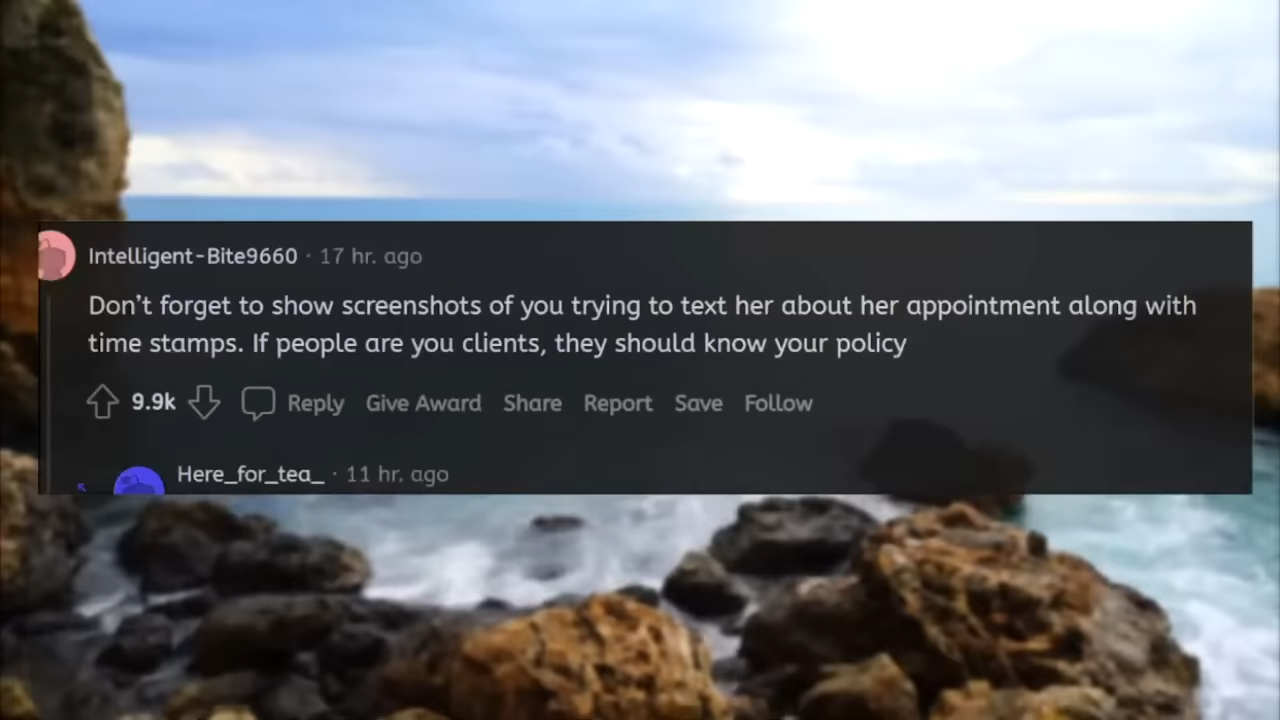 Intelligent-Bite9660 · 17 hr. ago
Don't forget to show screenshots of you trying to text her about her appointment along with
time stamps. If people are you clients, they should know your policy
9.9k Reply Give Award Share Report Save Follow
Here_for_tea_ · 11 hr. ago